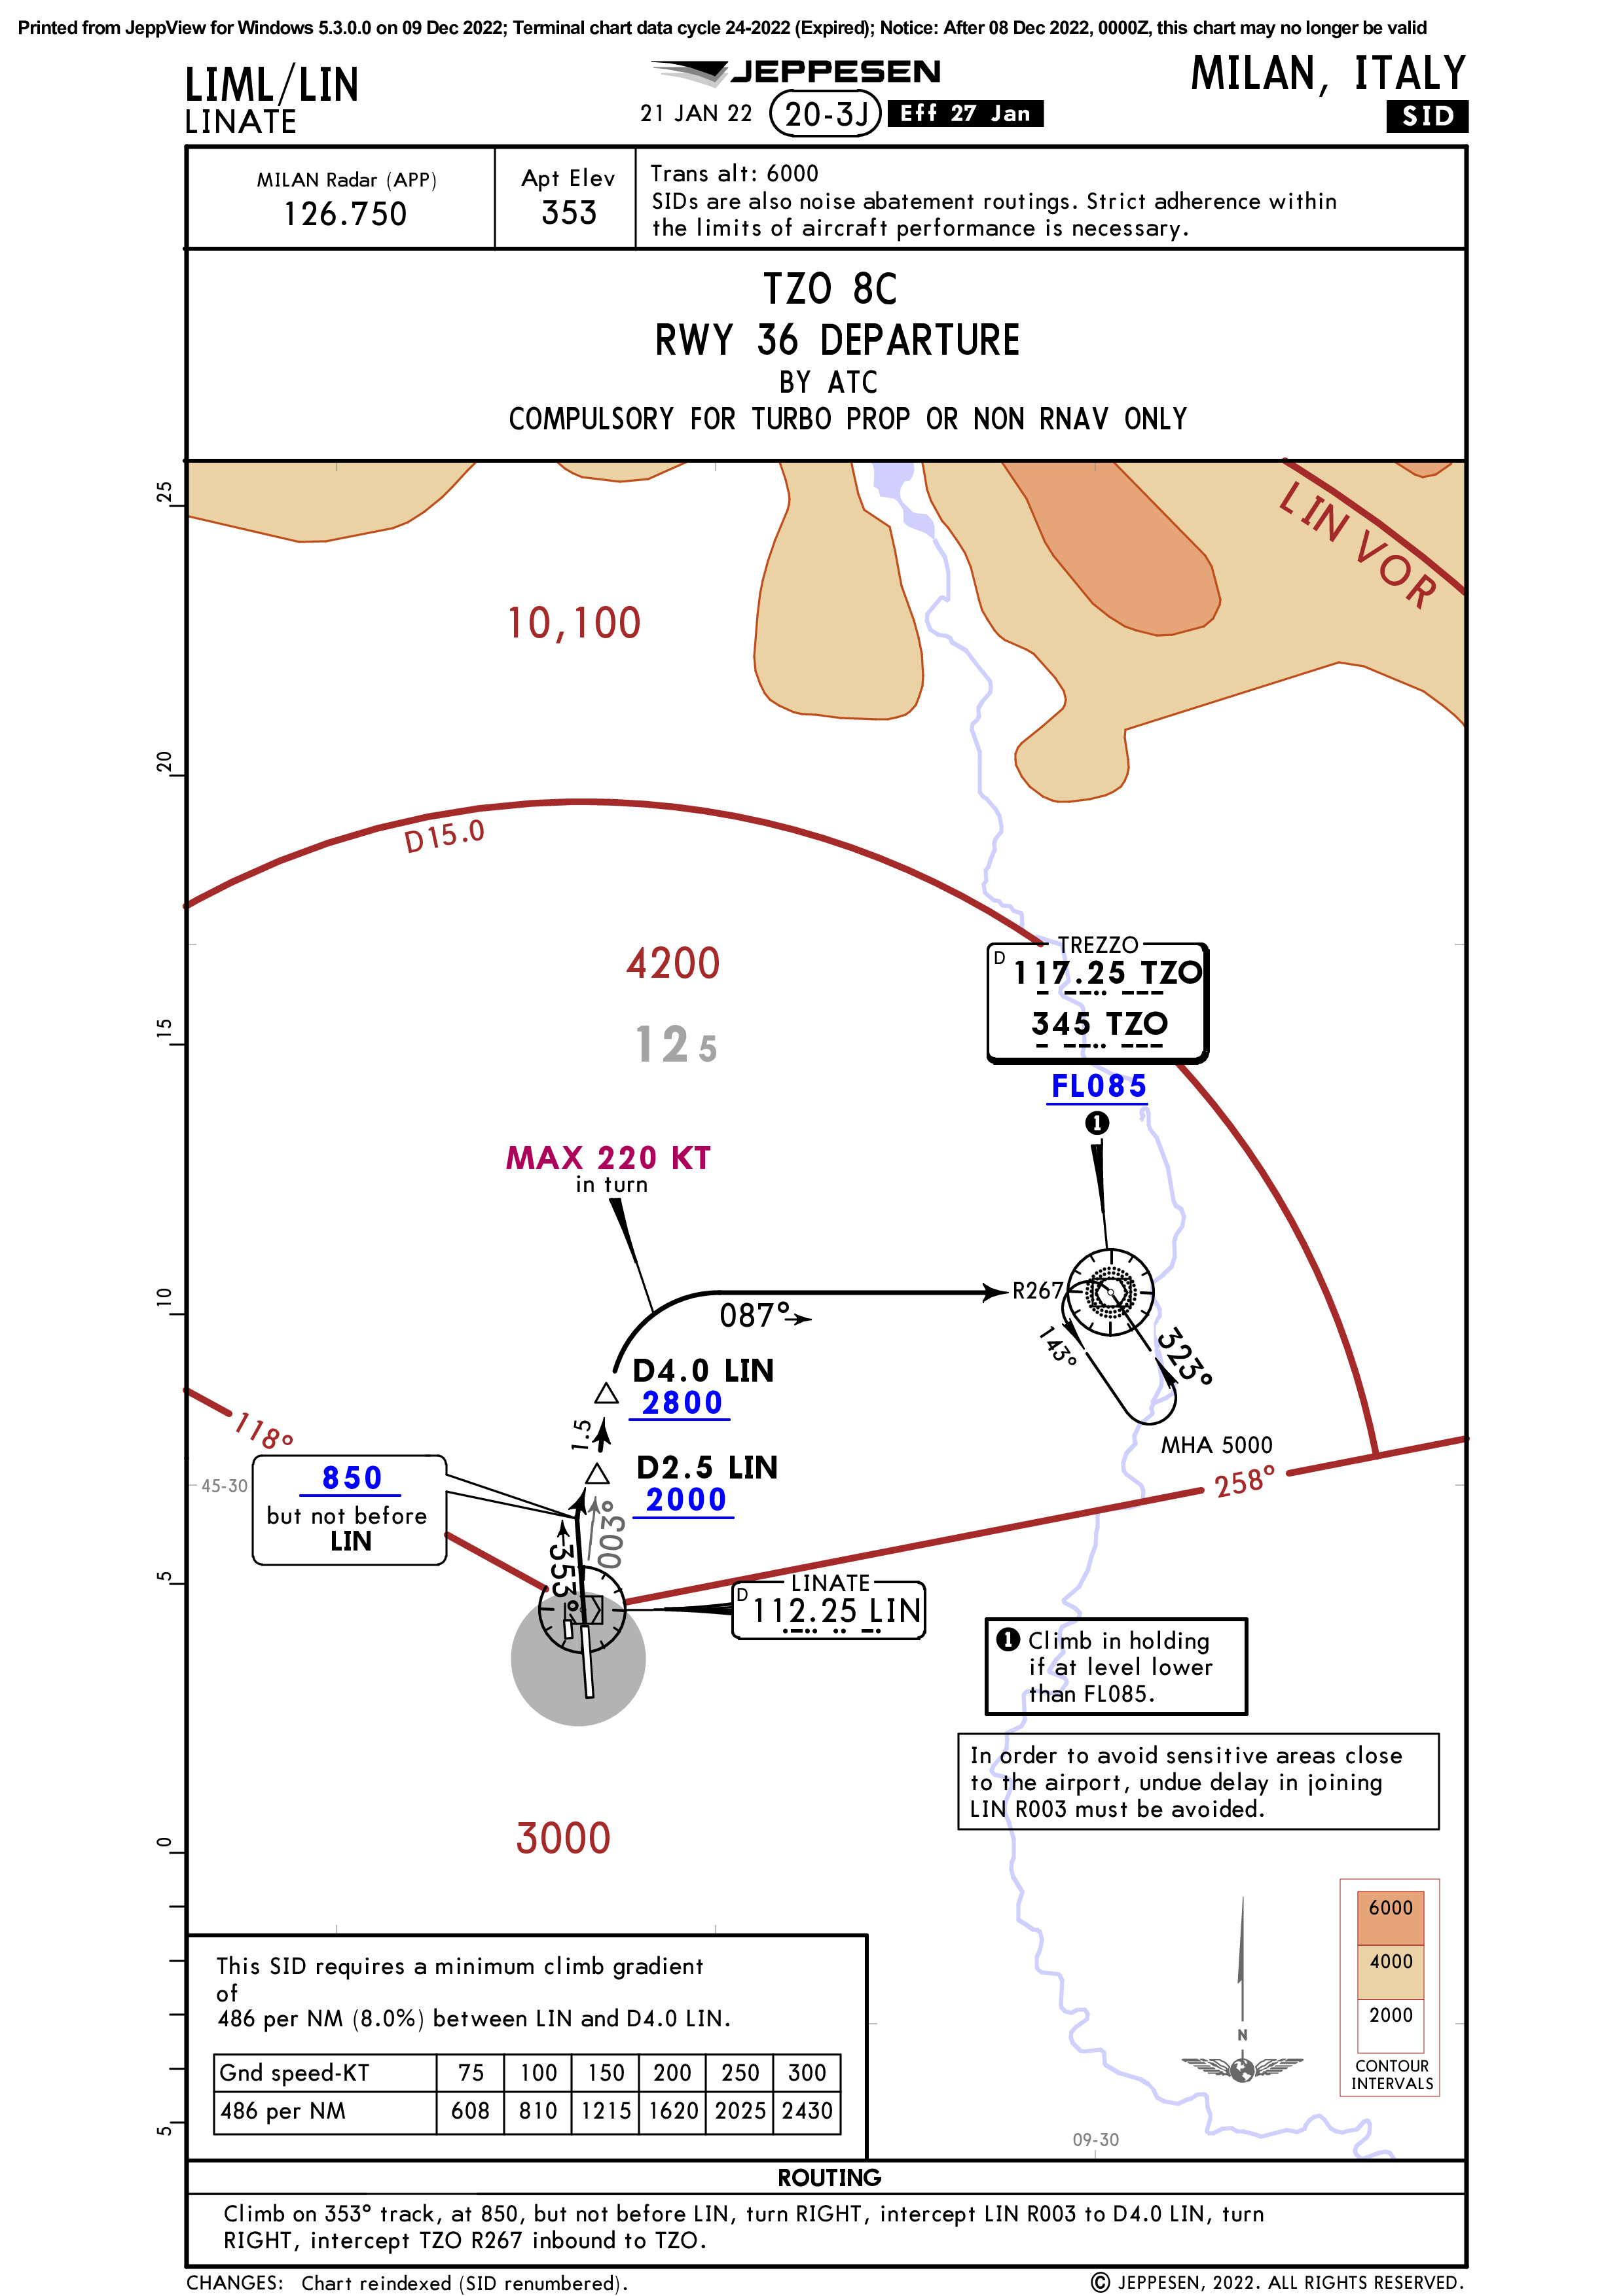 Printed from JeppView for Windows 5.3.0.0 on 09 Dec 2022; Terminal chart data cycle 24-2022 (Expired); Notice: After 08 Dec 2022, 0000Z, this chart may no longer be valid
LIML/LIN
LINATE
JEPPESEN
21 JAN 22 20-3J Eff 27 Jan
MILAN, ITALY
SID
MILAN Radar (APP)
126.750
Apt Elev
353
Trans alt: 6000
SIDs are also noise abatement routings. Strict adherence within
the limits of aircraft performance is necessary.
TZO 8C
RWY 36 DEPARTURE
BY ATC
COMPULSORY FOR TURBO PROP OR NON RNAV ONLY
25
LIN VOR
10,100
20
D15.0
TREZZO
D 117.25 TZO
345 TZO
4200
15
125
FL085
1
MAX 220 KT
in turn
10
R267
087°
143°
323°
D4.0 LIN
2800
1.5
118°
MHA 5000
D2.5 LIN
2000
258°
45-30
850
but not before
LIN
003°
353°
5
LINATE
D 112.25 LIN
1 Climb in holding
if at level lower
than FL085.
In order to avoid sensitive areas close
to the airport, undue delay in joining
LIN R003 must be avoided.
3000
0
6000
4000
2000
CONTOUR
INTERVALS
N
This SID requires a minimum climb gradient
of
486 per NM (8.0%) between LIN and D4.0 LIN.
Gnd speed-KT 75 100 150 200 250 300
486 per NM 608 810 1215 1620 2025 2430
5
09-30
ROUTING
Climb on 353° track, at 850, but not before LIN, turn RIGHT, intercept LIN R003 to D4.0 LIN, turn
RIGHT, intercept TZO R267 inbound to TZO.
CHANGES: Chart reindexed (SID renumbered).
© JEPPESEN, 2022. ALL RIGHTS RESERVED.